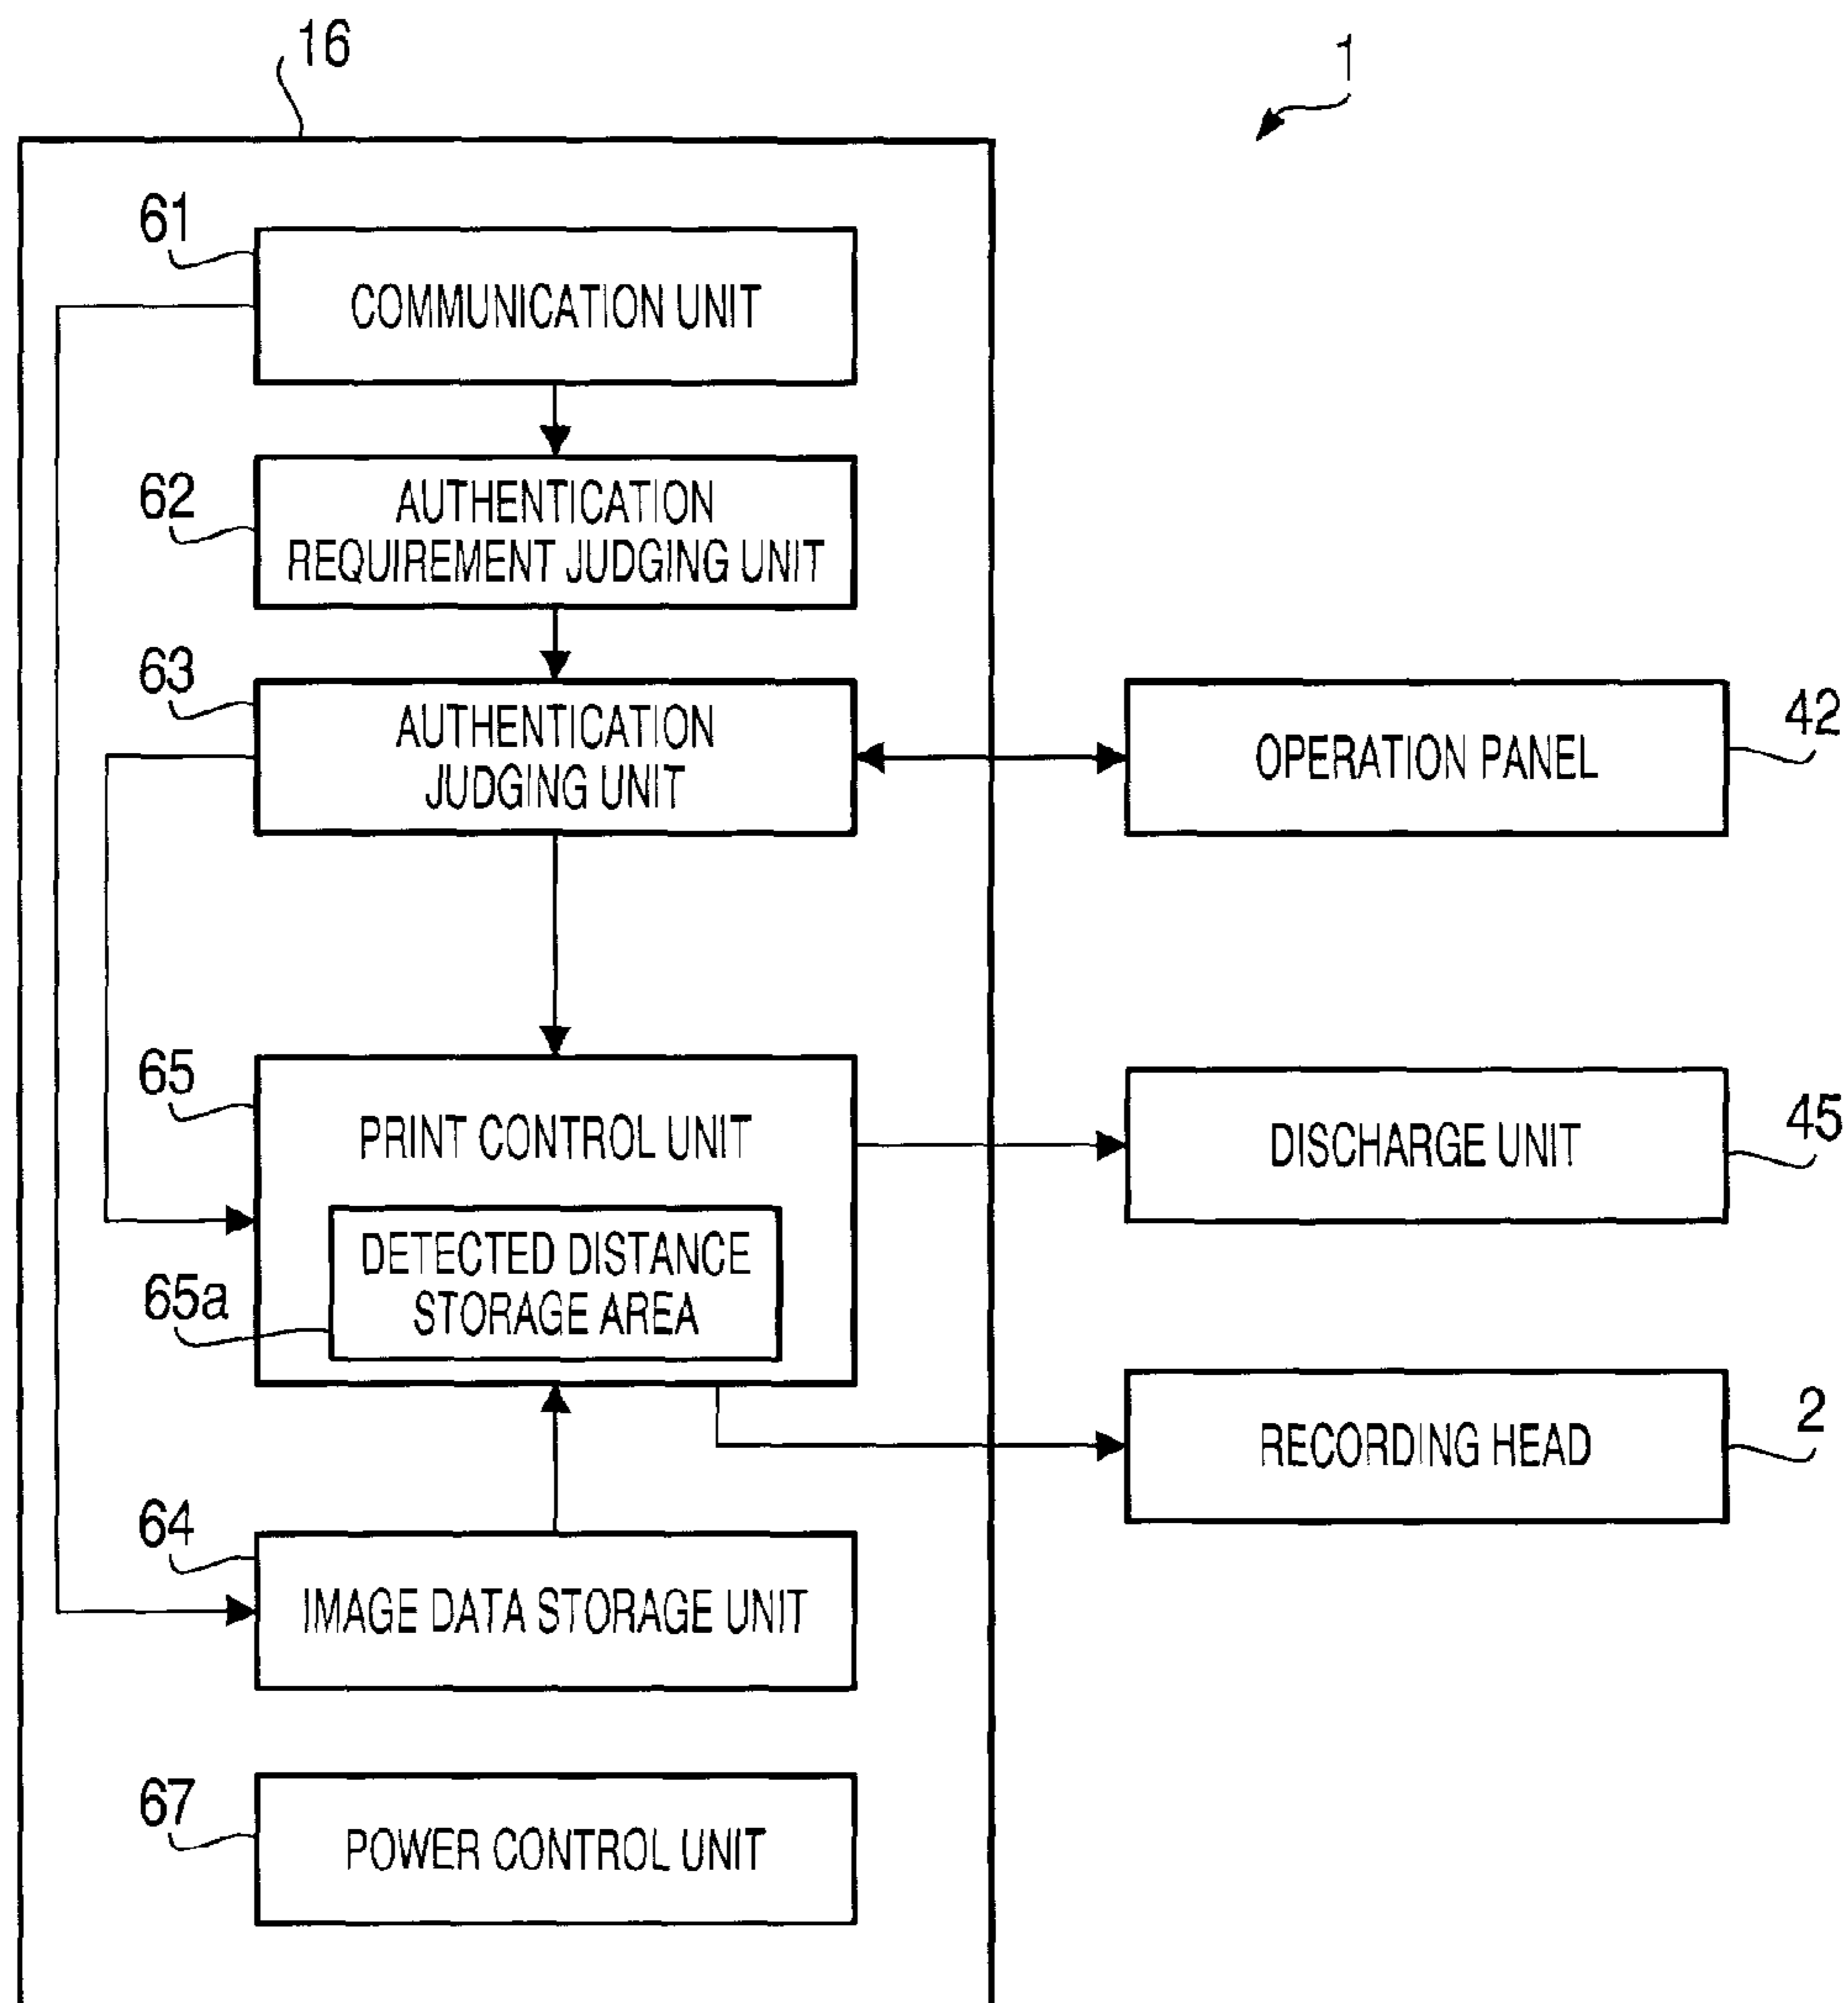 16
1
61
COMMUNICATION UNIT
62
AUTHENTICATION
REQUIREMENT JUDGING UNIT
63
AUTHENTICATION
JUDGING UNIT
OPERATION PANEL
42
65
PRINT CONTROL UNIT
DISCHARGE UNIT
45
65a
DETECTED DISTANCE
STORAGE AREA
RECORDING HEAD
2
64
IMAGE DATA STORAGE UNIT
67
POWER CONTROL UNIT